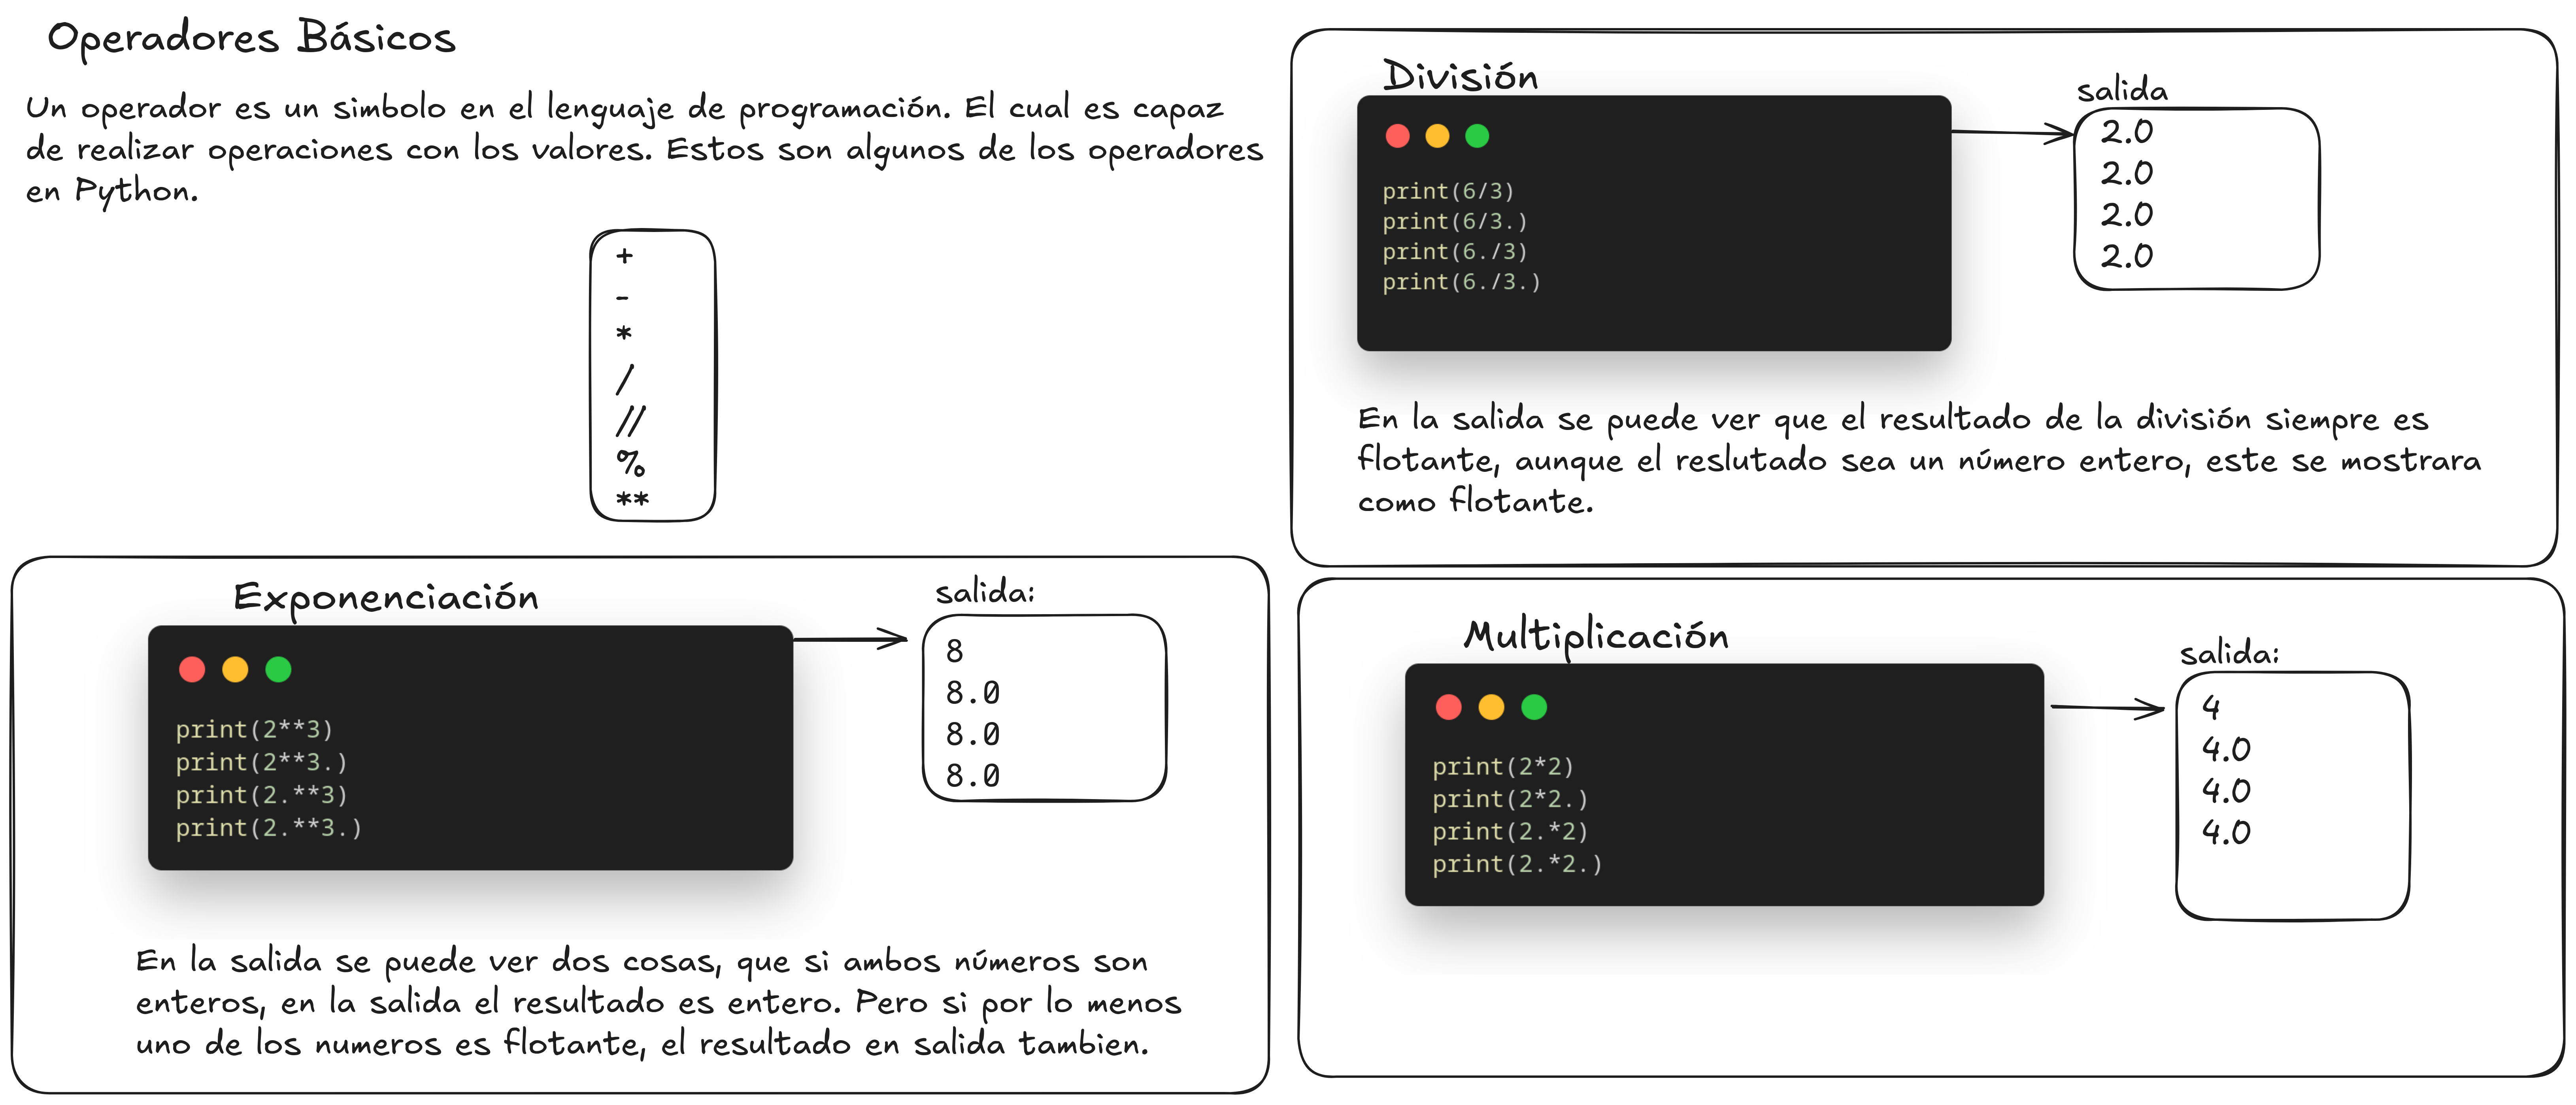 Operadores Básicos
Un operador es un simbolo en el lenguaje de programación. El cual es capaz
de realizar operaciones con los valores. Estos son algunos de los operadores
en Python.
+
-
*
/
//
%
**
División
print(6/3)
print(6/3.)
print(6./3)
print(6./3.)
salida
2.0
2.0
2.0
2.0
En la salida se puede ver que el resultado de la división siempre es
flotante, aunque el reslutado sea un número entero, este se mostrara
como flotante.
Exponenciación
print(2**3)
print(2**3.)
print(2.**3)
print(2.**3.)
salida:
8
8.0
8.0
8.0
En la salida se puede ver dos cosas, que si ambos números son
enteros, en la salida el resultado es entero. Pero si por lo menos
uno de los numeros es flotante, el resultado en salida tambien.
Multiplicación
print(2*2)
print(2*2.)
print(2.*2)
print(2.*2.)
salida:
4
4.0
4.0
4.0